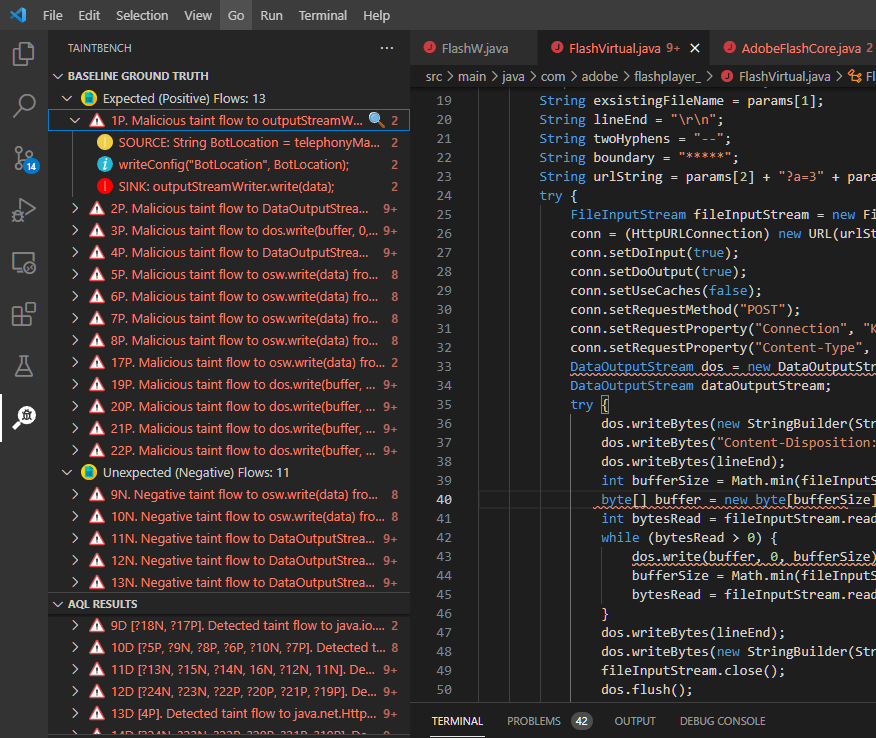 File Edit Selection View Go Run Terminal Help
TAINTBENCH ...
BASELINE GROUND TRUTH
Expected (Positive) Flows: 13
1P. Malicious taint flow to outputStreamW... 2
SOURCE: String BotLocation = telephonyMa... 2
writeConfig("BotLocation", BotLocation); 2
SINK: outputStreamWriter.write(data); 2
2P. Malicious taint flow to DataOutputStrea... 9+
3P. Malicious taint flow to dos.write(buffer, 0,... 9+
4P. Malicious taint flow to DataOutputStrea... 9+
5P. Malicious taint flow to osw.write(data) fro... 8
6P. Malicious taint flow to osw.write(data) fro... 8
7P. Malicious taint flow to osw.write(data) fro... 8
8P. Malicious taint flow to osw.write(data) fro... 8
17P. Malicious taint flow to osw.write(data) fro... 2
19P. Malicious taint flow to dos.write(buffer, ... 9+
20P. Malicious taint flow to dos.write(buffer, ... 9+
21P. Malicious taint flow to dos.write(buffer, ... 9+
22P. Malicious taint flow to dos.write(buffer, ... 9+
Unexpected (Negative) Flows: 11
9N. Negative taint flow to osw.write(data) fro... 8
10N. Negative taint flow to osw.write(data) fro... 8
11N. Negative taint flow to DataOutputStrea... 9+
12N. Negative taint flow to DataOutputStrea... 9+
13N. Negative taint flow to DataOutputStrea... 9+
AQL RESULTS
9D [?18N, ?17P]. Detected taint flow to java.io.... 2
10D [?5P, ?9N, ?8P, ?6P, ?10N, ?7P]. Detected t... 8
11D [?13N, ?15N, ?14N, 16N, ?12N, 11N]. De... 9+
12D [?24N, ?23N, ?22P, ?20P, ?21P, ?19P]. De... 9+
13D [4P]. Detected taint flow to java.net.Http... 9+
14
FlashW.java FlashVirtual.java 9+ AdobeFlashCore.java 2
src > main > java > com > adobe > flashplayer_ > FlashVirtual.java > Fl
19 String exsistingFileName = params[1];
20 String lineEnd = "\r\n";
21 String twoHyphens = "--";
22 String boundary = "*****";
23 String urlString = params[2] + "?a=3" + para
24 try {
25 FileInputStream fileInputStream = new Fi
26 conn = (HttpURLConnection) new URL(urlSt
27 conn.setDoInput(true);
28 conn.setDoOutput(true);
29 conn.setUseCaches(false);
30 conn.setRequestMethod("POST");
31 conn.setRequestProperty("Connection", "K
32 conn.setRequestProperty("Content-Type",
33 DataOutputStream dos = new DataOutputStr
34 DataOutputStream dataOutputStream;
35 try {
36 dos.writeBytes(new StringBuilder(Str
37 dos.writeBytes("Content-Disposition:
38 dos.writeBytes(lineEnd);
39 int bufferSize = Math.min(fileInputS
40 byte[] buffer = new byte[bufferSize]
41 int bytesRead = fileInputStream.read
42 while (bytesRead > 0) {
43 dos.write(buffer, 0, bufferSize)
44 bufferSize = Math.min(fileInputS
45 bytesRead = fileInputStream.read
46 }
47 dos.writeBytes(lineEnd);
48 dos.writeBytes(new StringBuilder(Str
49 fileInputStream.close();
50 dos.flush();
TERMINAL PROBLEMS 42 OUTPUT DEBUG CONSOLE